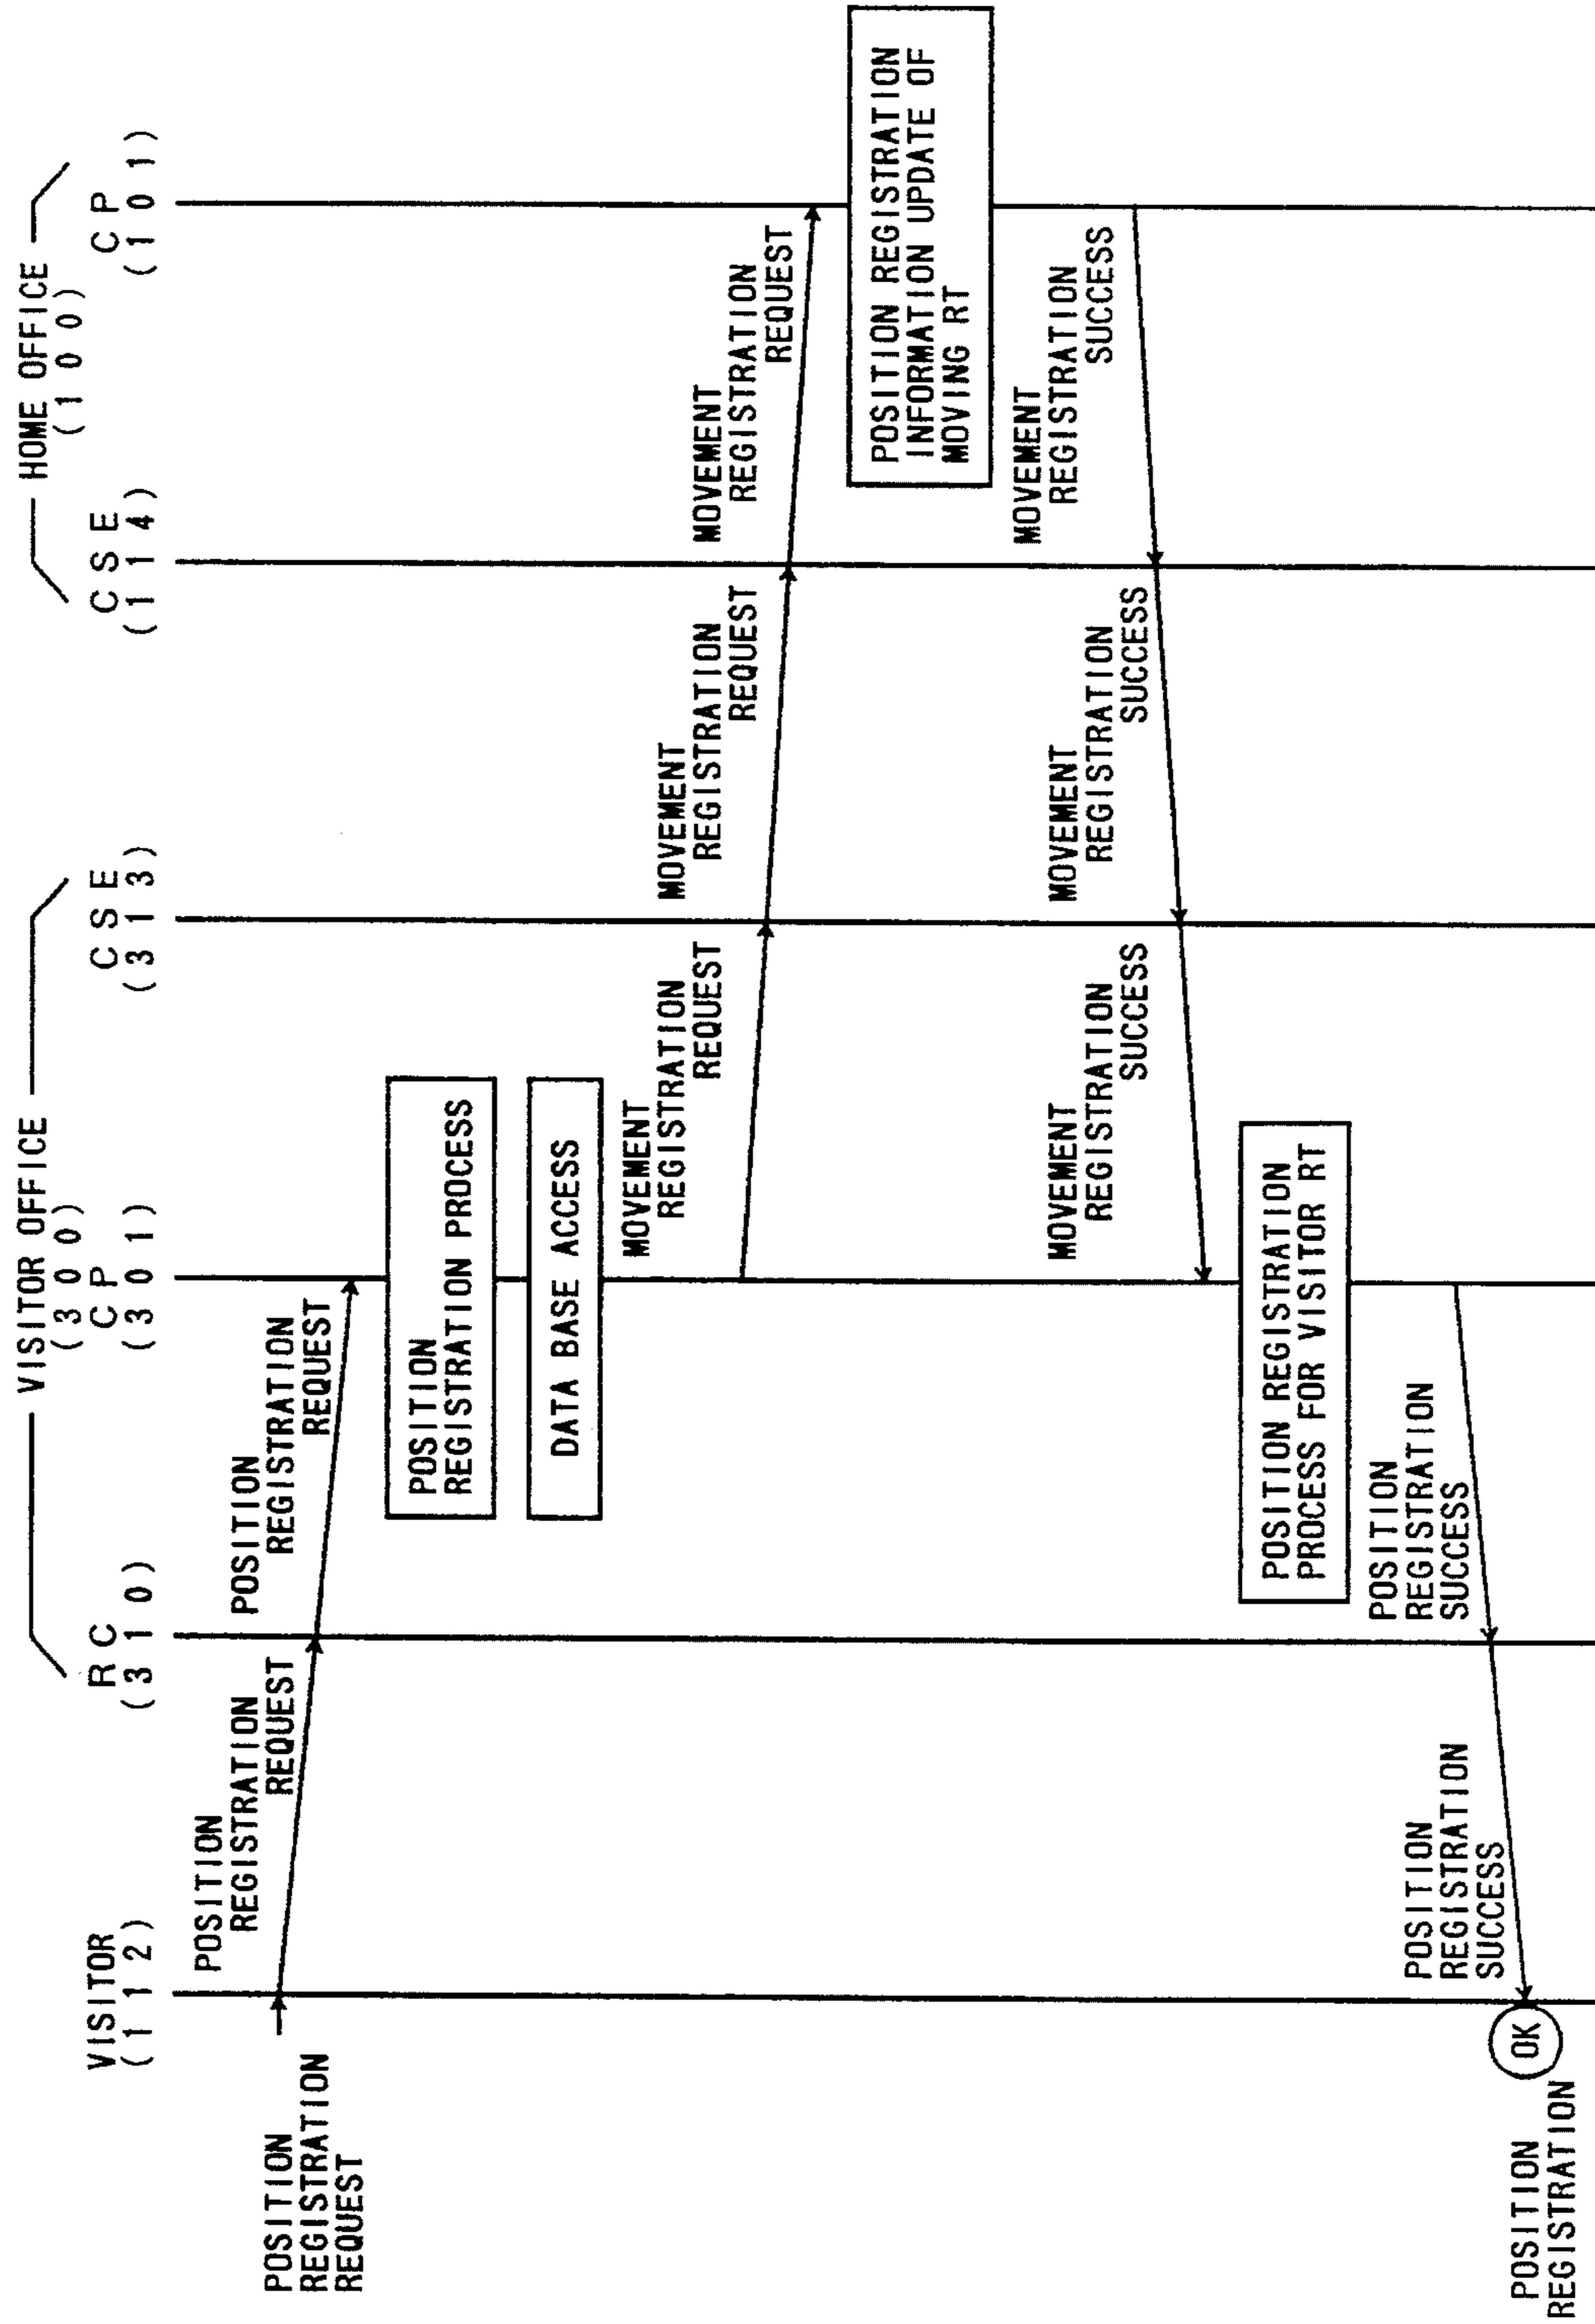 VISITOR OFFICE
(300)
HOME OFFICE
(100)
VISITOR
(112)
RC
(310)
CP
(301)
CSE
(313)
CSE
(114)
CP
(101)
POSITION
REGISTRATION
REQUEST
POSITION
REGISTRATION
REQUEST
POSITION
REGISTRATION
REQUEST
POSITION
REGISTRATION PROCESS
DATA BASE ACCESS
MOVEMENT
REGISTRATION
REQUEST
MOVEMENT
REGISTRATION
REQUEST
MOVEMENT
REGISTRATION
REQUEST
POSITION REGISTRATION
INFORMATION UPDATE OF
MOVING RT
MOVEMENT
REGISTRATION
SUCCESS
MOVEMENT
REGISTRATION
SUCCESS
MOVEMENT
REGISTRATION
SUCCESS
POSITION REGISTRATION
PROCESS FOR VISITOR RT
POSITION
REGISTRATION
SUCCESS
POSITION
REGISTRATION
SUCCESS
OK
POSITION
REGISTRATION